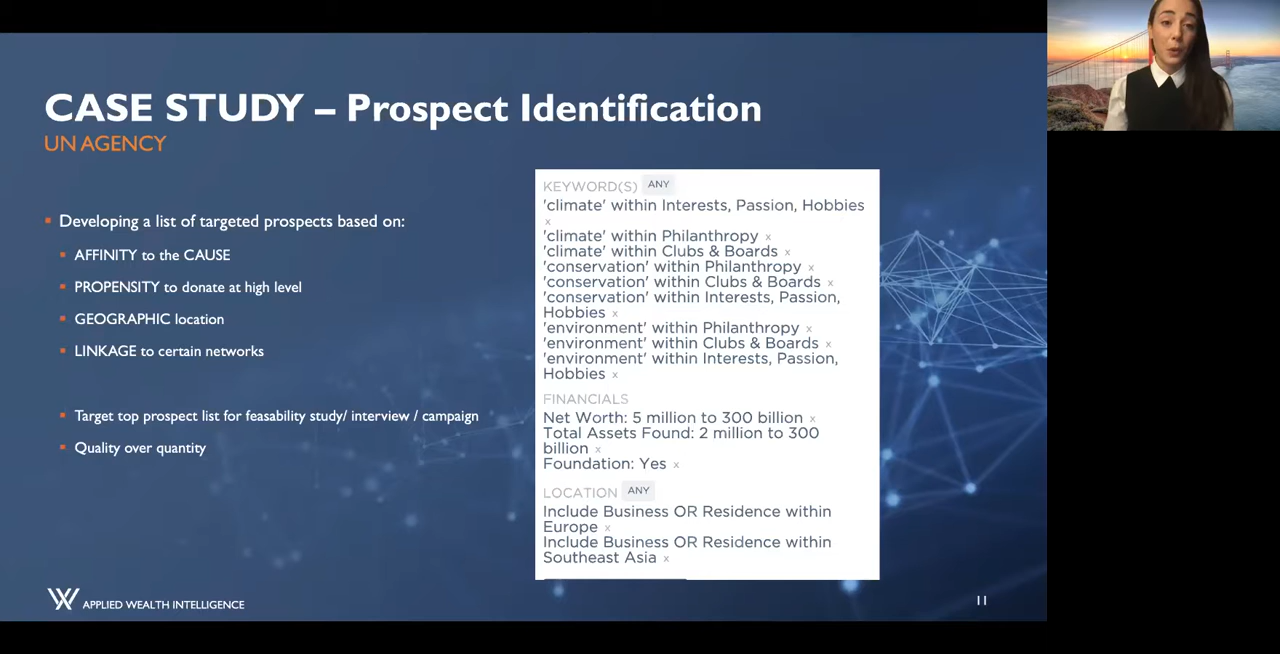 CASE STUDY – Prospect Identification
UN AGENCY
▪ Developing a list of targeted prospects based on:
▪ AFFINITY to the CAUSE
▪ PROPENSITY to donate at high level
▪ GEOGRAPHIC location
▪ LINKAGE to certain networks
▪ Target top prospect list for feasability study/ interview / campaign
▪ Quality over quantity
KEYWORD(S) ANY
'climate' within Interests, Passion, Hobbies
x
'climate' within Philanthropy x
'climate' within Clubs & Boards x
'conservation' within Philanthropy x
'conservation' within Clubs & Boards x
'conservation' within Interests, Passion,
Hobbies x
'environment' within Philanthropy x
'environment' within Clubs & Boards x
'environment' within Interests, Passion,
Hobbies x
FINANCIALS
Net Worth: 5 million to 300 billion x
Total Assets Found: 2 million to 300
billion x
Foundation: Yes x
LOCATION ANY
Include Business OR Residence within
Europe x
Include Business OR Residence within
Southeast Asia x
W APPLIED WEALTH INTELLIGENCE
11